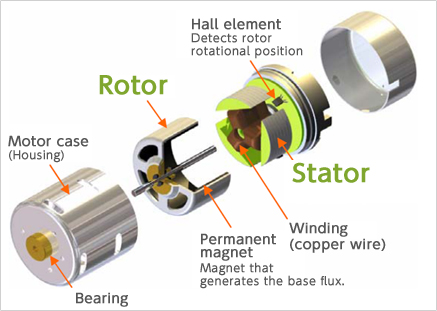 Hall element
Detects rotor
rotational position
Rotor
Motor case
(Housing)
Stator
Winding
(copper wire)
Permanent
magnet
Magnet that
generates the base flux.
Bearing